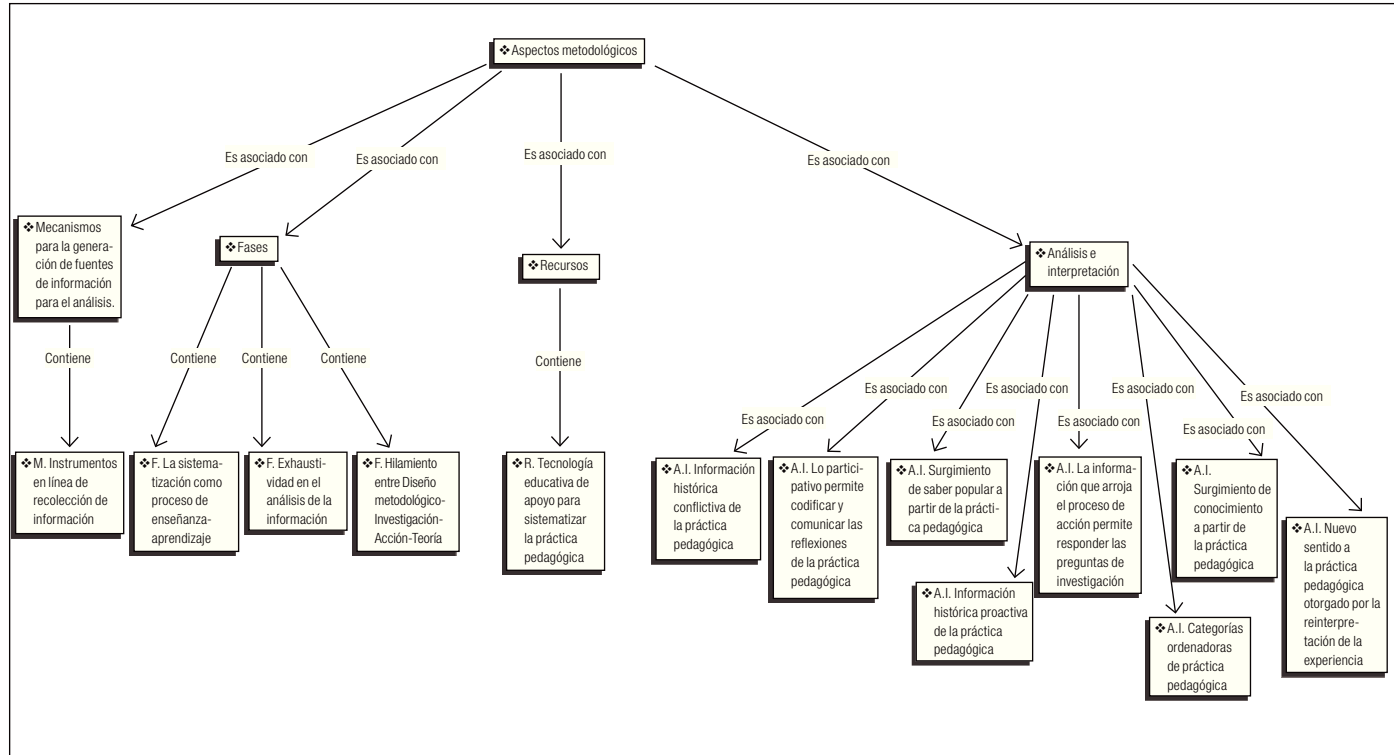 ❖Aspectos metodológicos
Es asociado con
Es asociado con
Es asociado con
Es asociado con
❖Mecanismos
para la genera-
ción de fuentes
de información
para el análisis.
❖Fases
❖Recursos
❖Análisis e
interpretación
Contiene
Contiene
Contiene
Contiene
Contiene
Es asociado con
Es asociado con
Es asociado con
Es asociado con
Es asociado con
Es asociado con
Es asociado con
Es asociado con
❖M. Instrumentos
en línea de
recolección de
información
❖F. La sistema-
tización como
proceso de
enseñanza-
aprendizaje
❖F. Exhausti-
vidad en el
análisis de la
información
❖F. Hilamiento
entre Diseño
metodológico-
Investigación-
Acción-Teoría
❖R. Tecnología
educativa de
apoyo para
sistematizar
la práctica
pedagógica
❖A.I. Información
histórica
conflictiva de
la práctica
pedagógica
❖A.I. Lo partici-
pativo permite
codificar y
comunicar las
reflexiones
de la práctica
pedagógica
❖A.I. Surgimiento
de saber popular a
partir de la prácti-
ca pedagógica
❖A.I. Información
histórica proactiva
de la práctica
pedagógica
❖A.I. La informa-
ción que arroja
el proceso de
acción permite
responder las
preguntas de
investigación
❖A.I. Categorías
ordenadoras
de práctica
pedagógica
❖A.I.
Surgimiento de
conocimiento
a partir de
la práctica
pedagógica
❖A.I. Nuevo
sentido a
la práctica
pedagógica
otorgado por la
reinterpre-
tación de la
experiencia